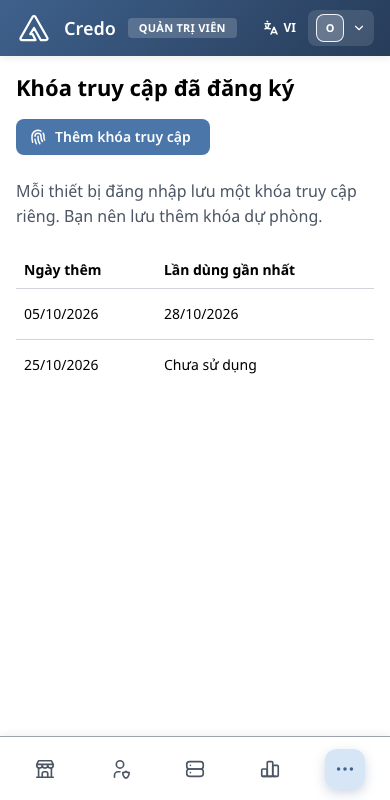 Credo QUẢN TRỊ VIÊN VI O
Khóa truy cập đã đăng ký
Thêm khóa truy cập
Mỗi thiết bị đăng nhập lưu một khóa truy cập
riêng. Bạn nên lưu thêm khóa dự phòng.
Ngày thêm Lần dùng gần nhất
05/10/2026 28/10/2026
25/10/2026 Chưa sử dụng